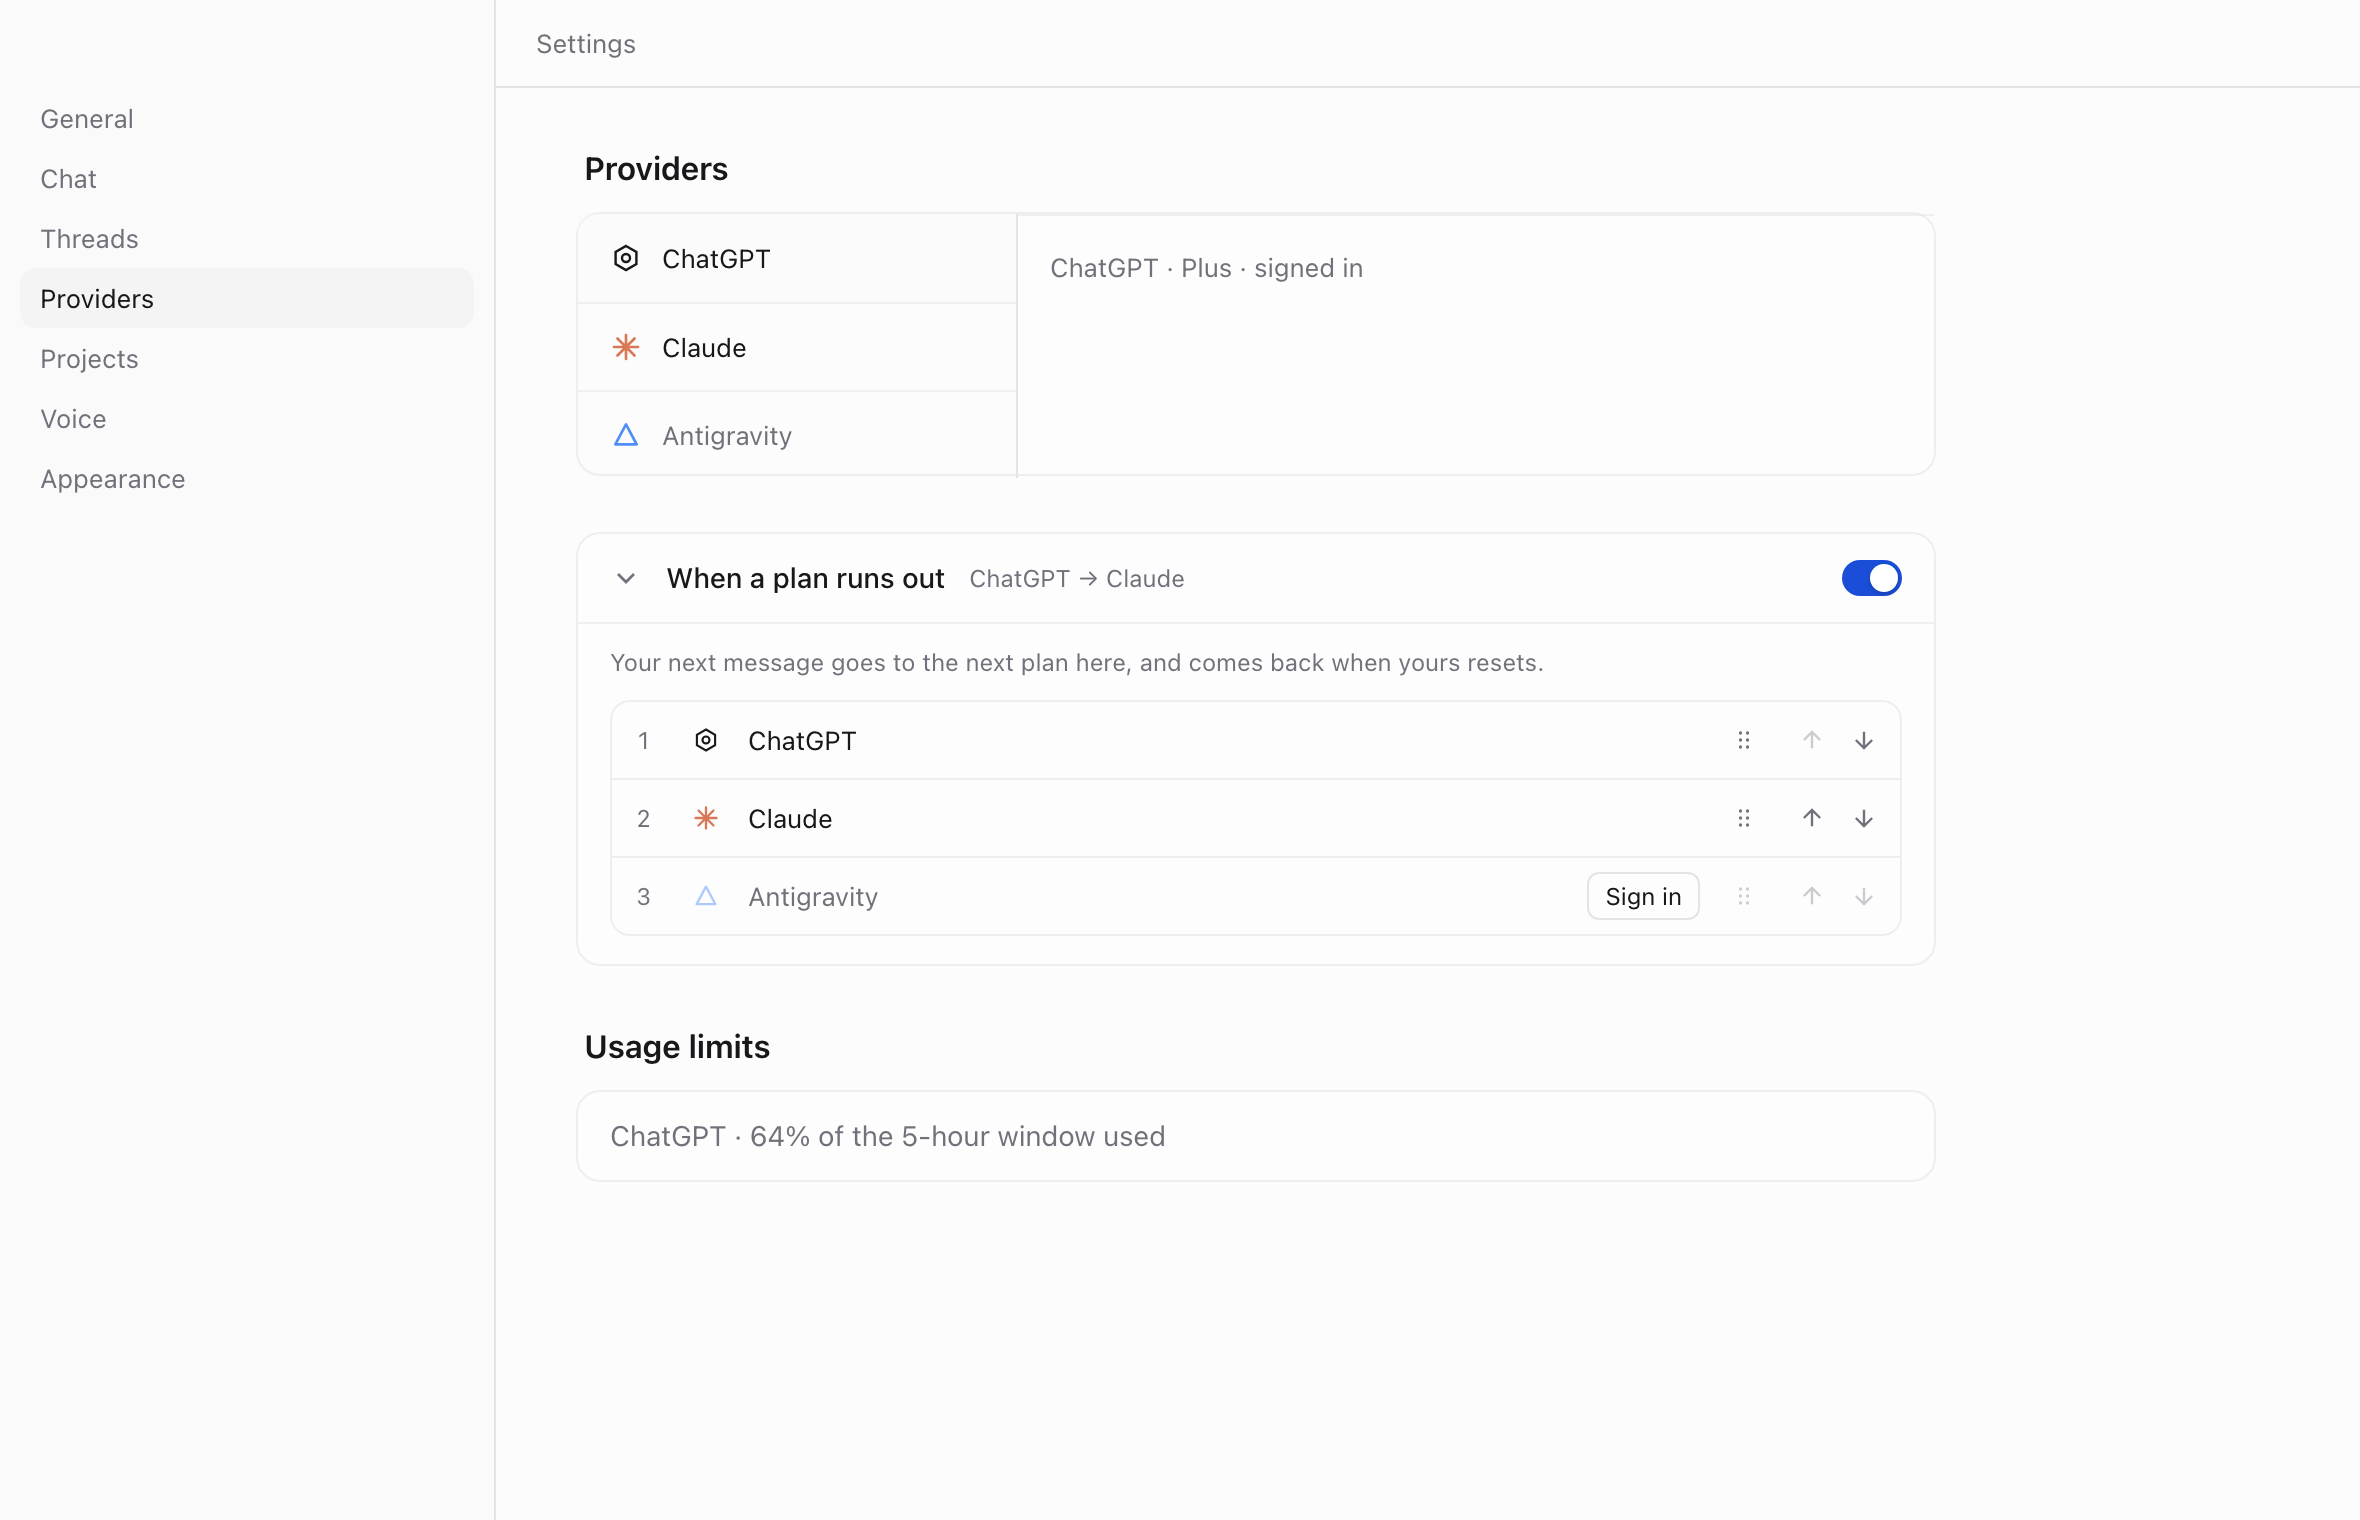 Settings
General
Chat
Threads
Providers
Projects
Voice
Appearance
Providers
ChatGPT
Claude
Antigravity
ChatGPT · Plus · signed in
When a plan runs out ChatGPT → Claude
Your next message goes to the next plan here, and comes back when yours resets.
1 ChatGPT
2 Claude
3 Antigravity Sign in
Usage limits
ChatGPT · 64% of the 5-hour window used